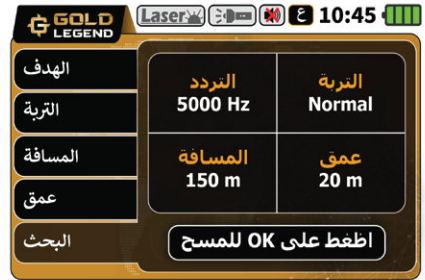 GOLD
LEGEND
Laser
ع
10:45
الهدف
التربة
المسافة
عمق
البحث
التربة
Normal
التردد
5000 Hz
عمق
20 m
المسافة
150 m
اظغط على OK للمسح